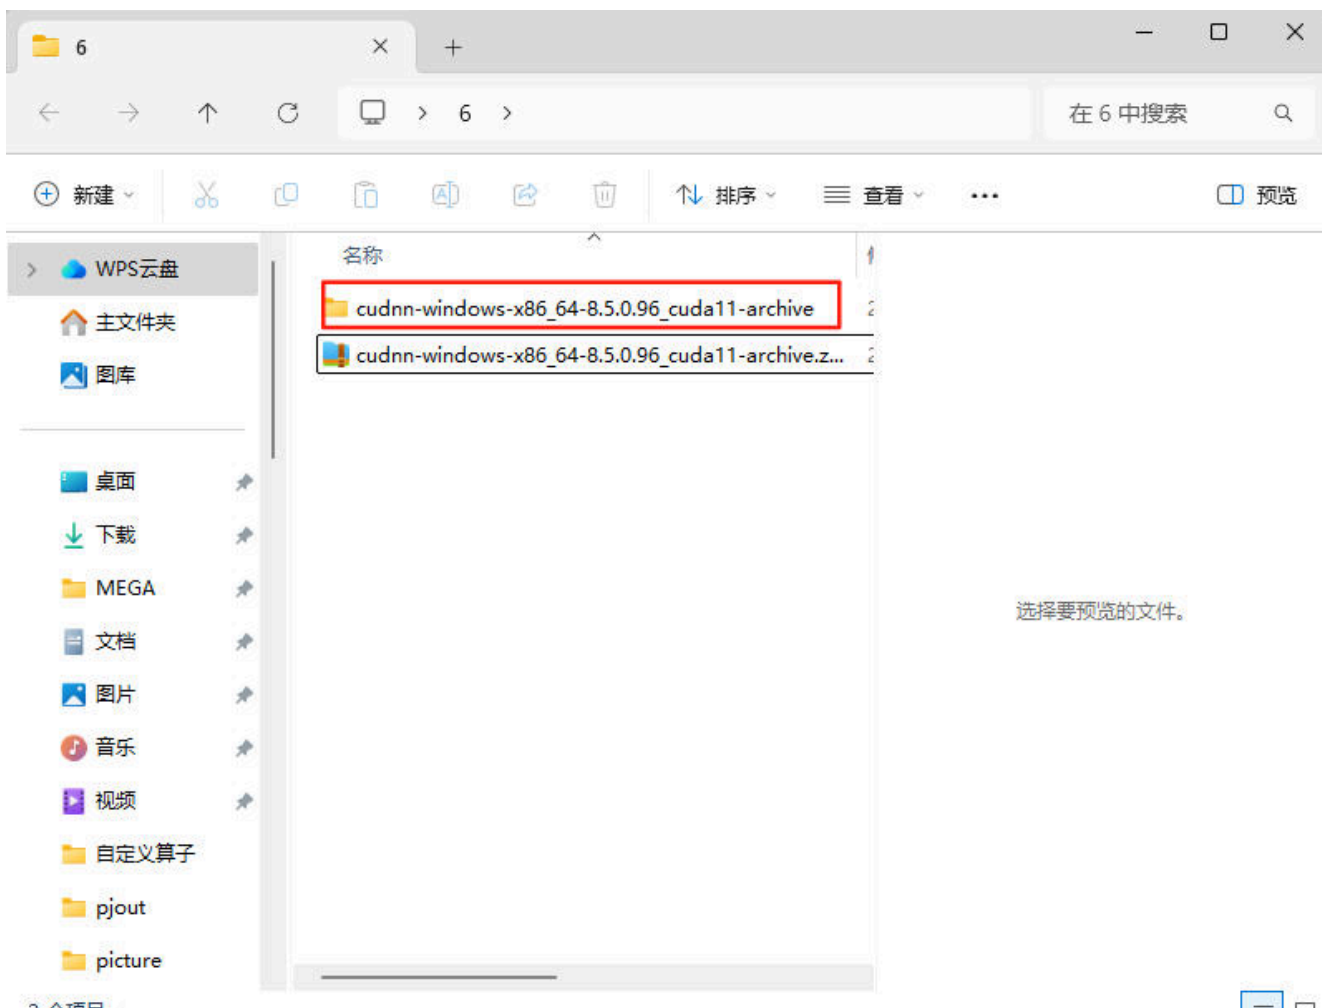 6
6
在 6 中搜索
新建
排序
查看
预览
WPS云盘
主文件夹
图库
桌面
下载
MEGA
文档
图片
音乐
视频
自定义算子
pjout
picture
名称
cudnn-windows-x86_64-8.5.0.96_cuda11-archive
cudnn-windows-x86_64-8.5.0.96_cuda11-archive.z...
选择要预览的文件。